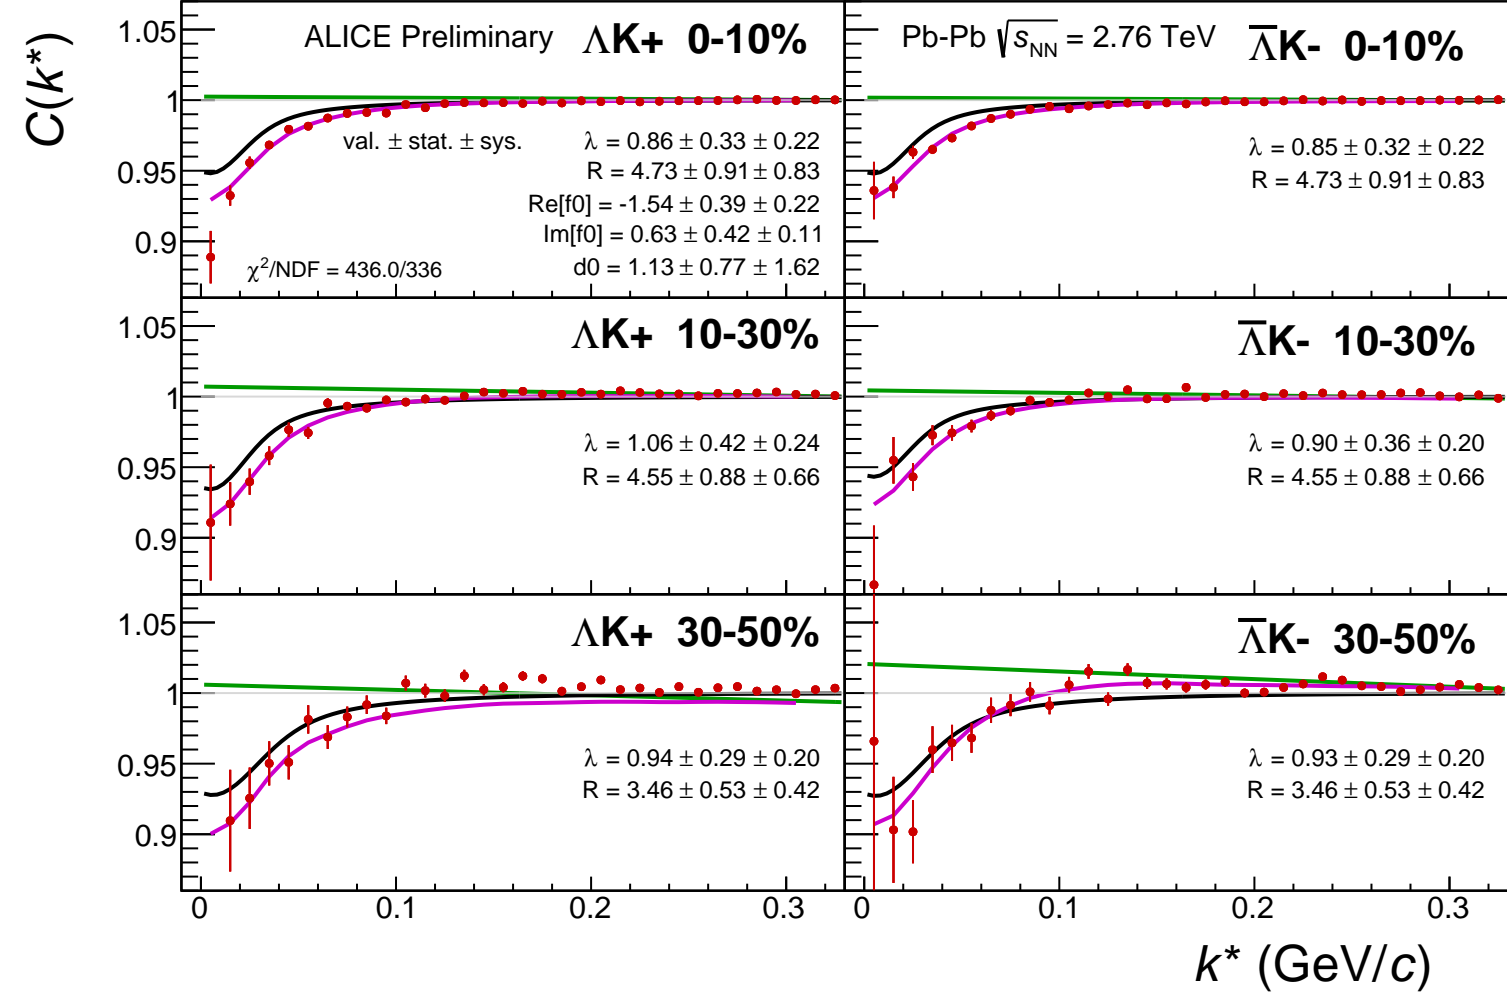 C(k*)
ALICE Preliminary ΛK+ 0-10%
1.05
1
0.95
0.9
val. ± stat. ± sys.
λ = 0.86 ± 0.33 ± 0.22
R = 4.73 ± 0.91 ± 0.83
Re[f0] = -1.54 ± 0.39 ± 0.22
Im[f0] = 0.63 ± 0.42 ± 0.11
d0 = 1.13 ± 0.77 ± 1.62
χ²/NDF = 436.0/336
Pb-Pb √sNN = 2.76 TeV Λ̅K- 0-10%
λ = 0.85 ± 0.32 ± 0.22
R = 4.73 ± 0.91 ± 0.83
ΛK+ 10-30%
1.05
1
0.95
0.9
λ = 1.06 ± 0.42 ± 0.24
R = 4.55 ± 0.88 ± 0.66
Λ̅K- 10-30%
λ = 0.90 ± 0.36 ± 0.20
R = 4.55 ± 0.88 ± 0.66
ΛK+ 30-50%
1.05
1
0.95
0.9
λ = 0.94 ± 0.29 ± 0.20
R = 3.46 ± 0.53 ± 0.42
Λ̅K- 30-50%
λ = 0.93 ± 0.29 ± 0.20
R = 3.46 ± 0.53 ± 0.42
0 0.1 0.2 0.3 0 0.1 0.2 0.3
k* (GeV/c)